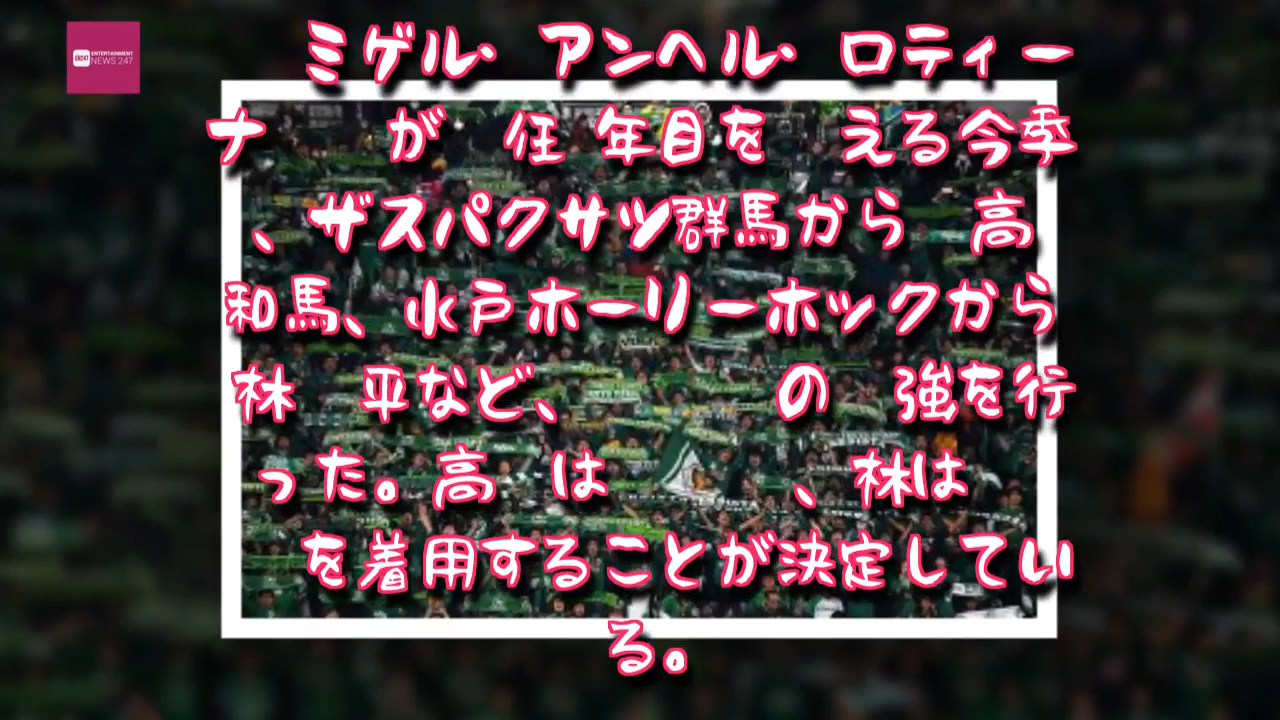 ENTERTAINMENT
NEWS 247
ミゲル· アンヘル· ロティー
ナ が 任 年目を える今季
、ザスパクサツ群馬から 高
和馬、水戸ホーリーホックから
林 平など、 の 強を行
った。高 は 、林は
を着用することが決定してい
る。